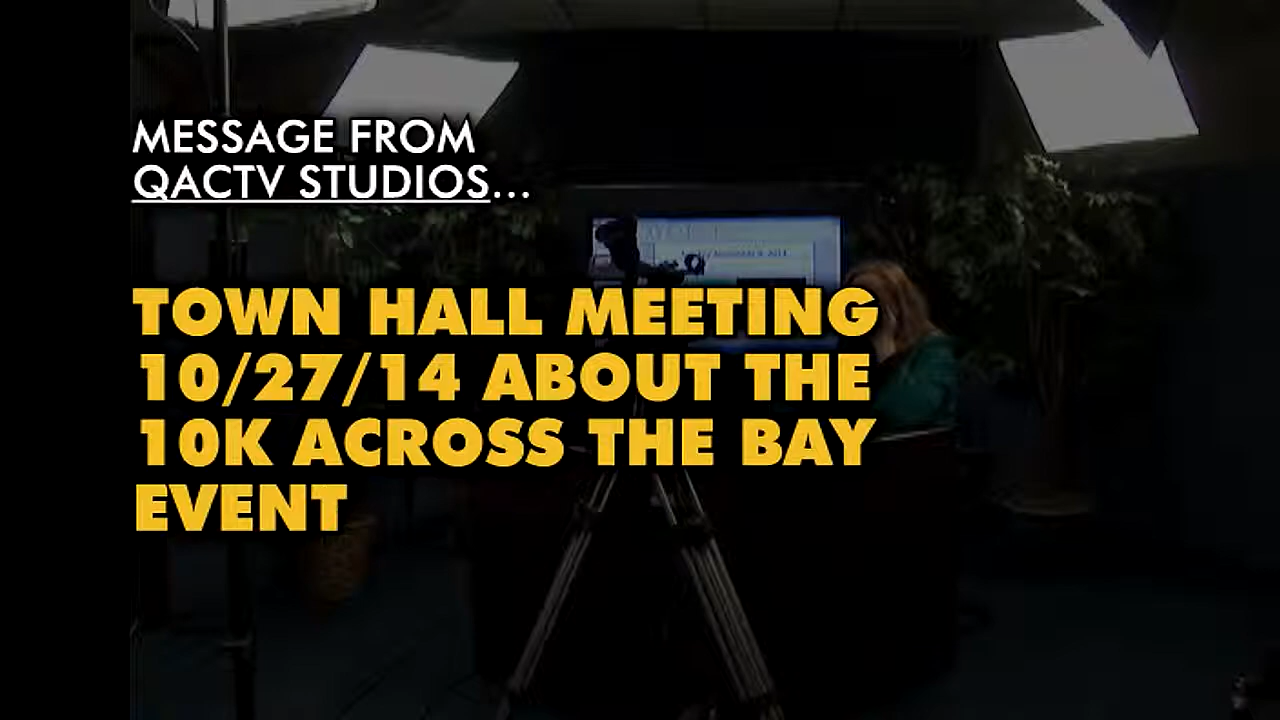 MESSAGE FROM
QACTV STUDIOS...
TOWN HALL MEETING
10/27/14 ABOUT THE
10K ACROSS THE BAY
EVENT